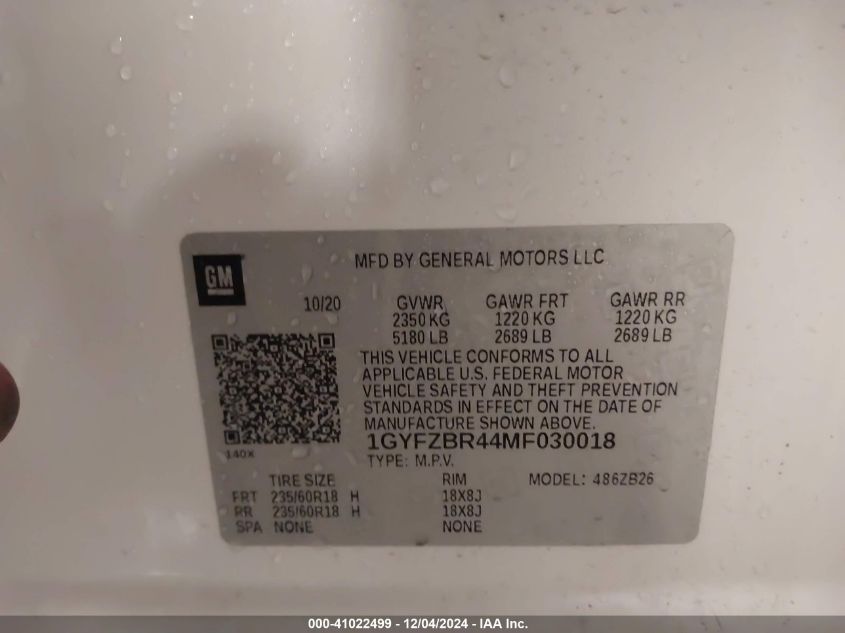 MFD BY GENERAL MOTORS LLC
GM
10/20 GVWR GAWR FRT GAWR RR
2350 KG 1220 KG 1220 KG
5180 LB 2689 LB 2689 LB
THIS VEHICLE CONFORMS TO ALL
APPLICABLE U.S. FEDERAL MOTOR
VEHICLE SAFETY AND THEFT PREVENTION
STANDARDS IN EFFECT ON THE DATE OF
MANUFACTURE SHOWN ABOVE.
1GYFZBR44MF030018
140X
TYPE: M.P.V.
TIRE SIZE RIM MODEL: 486ZB26
FRT 235/60R18 H 18X8J
RR 235/60R18 H 18X8J
SPA NONE NONE
000-41022499 - 12/04/2024 - IAA Inc.